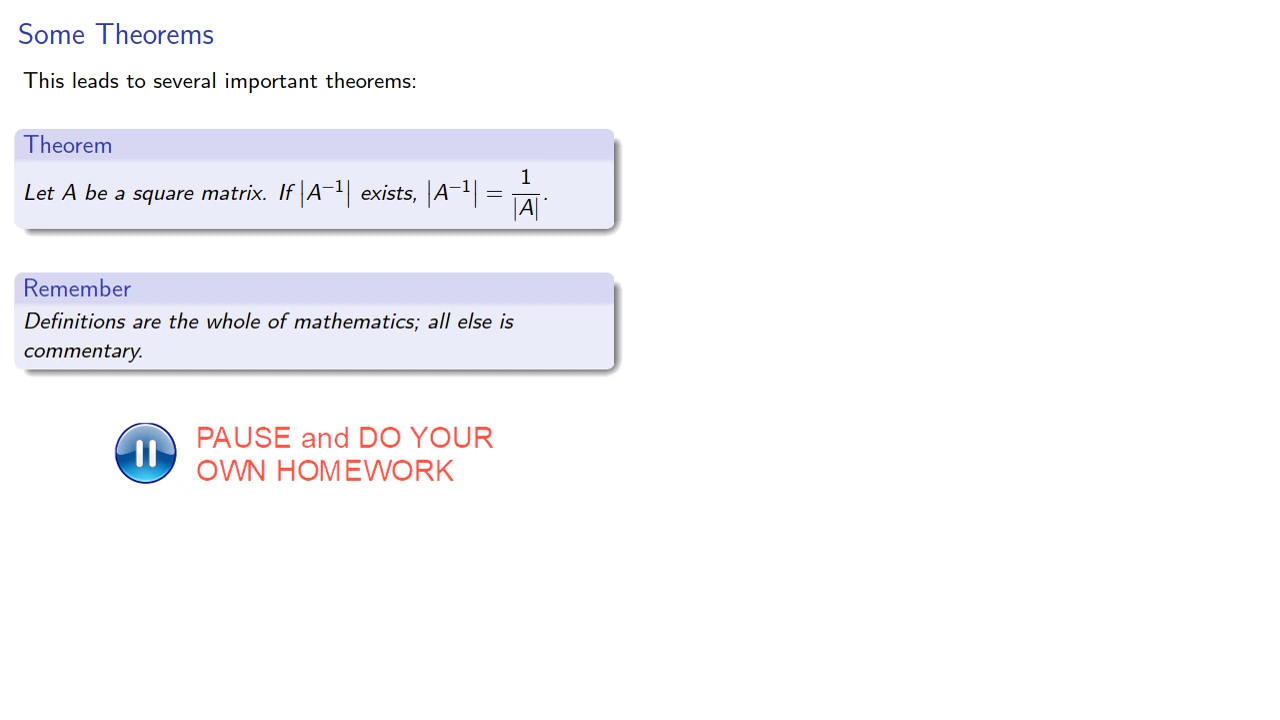 Some Theorems
This leads to several important theorems:
Theorem
Let A be a square matrix. If |A⁻¹| exists, |A⁻¹| = 1/|A|.
Remember
Definitions are the whole of mathematics; all else is
commentary.
PAUSE and DO YOUR
OWN HOMEWORK